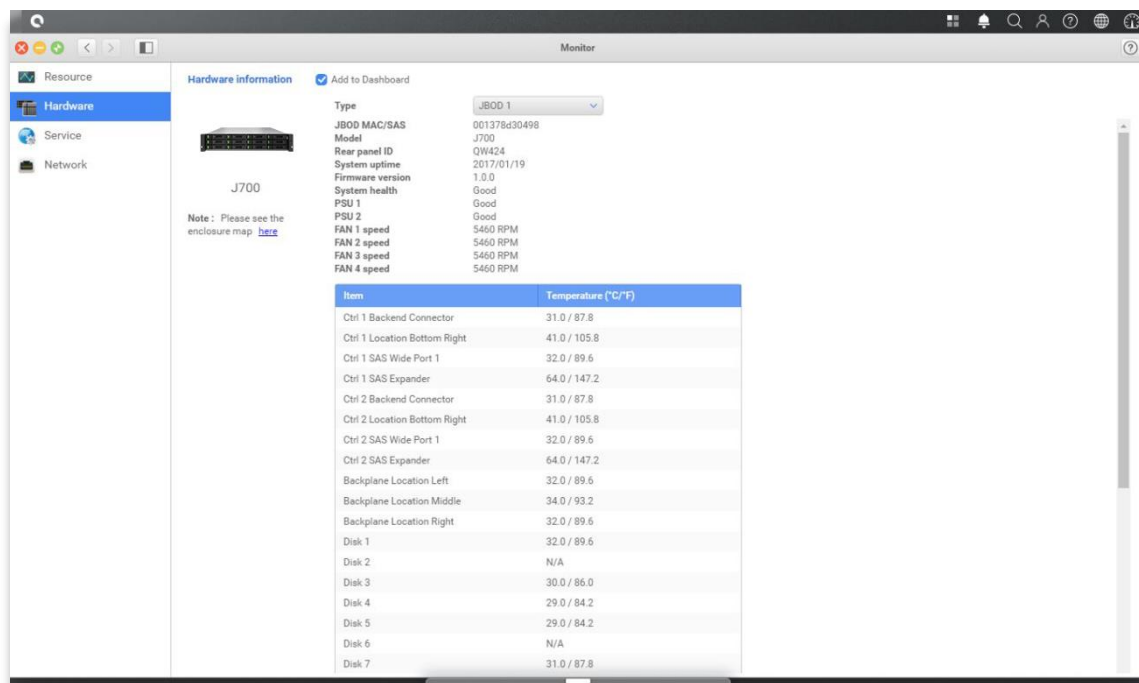 Monitor
Resource
Hardware
Service
Network
Hardware information
Add to Dashboard
J700
Note : Please see the
enclosure map here
Type JBOD 1
JBOD MAC/SAS 001378d30498
Model J700
Rear panel ID QW424
System uptime 2017/01/19
Firmware version 1.0.0
System health Good
PSU 1 Good
PSU 2 Good
FAN 1 speed 5460 RPM
FAN 2 speed 5460 RPM
FAN 3 speed 5460 RPM
FAN 4 speed 5460 RPM
Item Temperature (°C/°F)
Ctrl 1 Backend Connector 31.0 / 87.8
Ctrl 1 Location Bottom Right 41.0 / 105.8
Ctrl 1 SAS Wide Port 1 32.0 / 89.6
Ctrl 1 SAS Expander 64.0 / 147.2
Ctrl 2 Backend Connector 31.0 / 87.8
Ctrl 2 Location Bottom Right 41.0 / 105.8
Ctrl 2 SAS Wide Port 1 32.0 / 89.6
Ctrl 2 SAS Expander 64.0 / 147.2
Backplane Location Left 32.0 / 89.6
Backplane Location Middle 34.0 / 93.2
Backplane Location Right 32.0 / 89.6
Disk 1 32.0 / 89.6
Disk 2 N/A
Disk 3 30.0 / 86.0
Disk 4 29.0 / 84.2
Disk 5 29.0 / 84.2
Disk 6 N/A
Disk 7 31.0 / 87.8